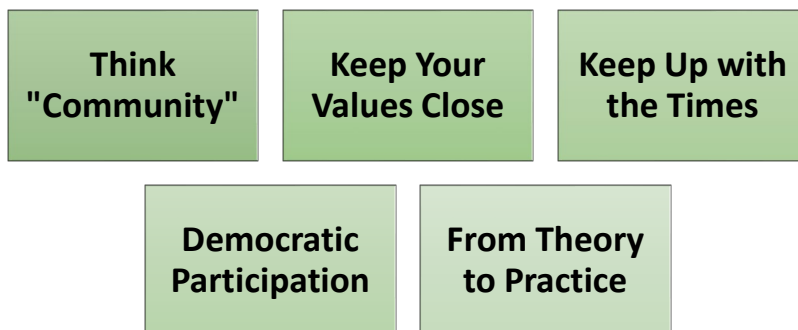 Think
"Community"
Keep Your
Values Close
Keep Up with
the Times
Democratic
Participation
From Theory
to Practice